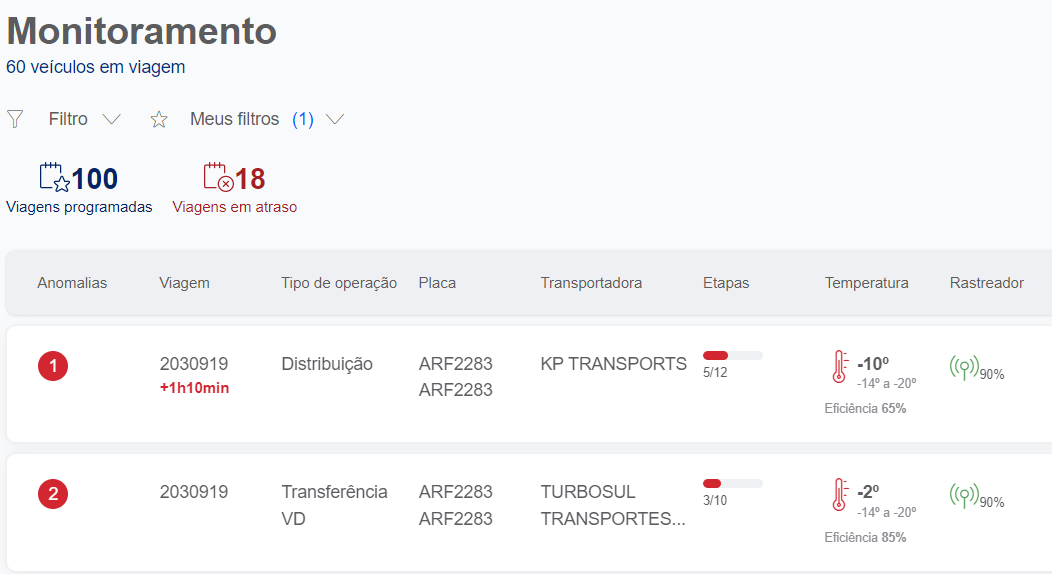 Monitoramento
60 veículos em viagem
Filtro
Meus filtros (1)
100
Viagens programadas
18
Viagens em atraso
Anomalias Viagem Tipo de operação Placa Transportadora Etapas Temperatura Rastreador
1
2030919
+1h10min
Distribuição
ARF2283
ARF2283
KP TRANSPORTS
5/12
-10º
-14º a -20º
Eficiência 65%
90%
2
2030919
Transferência
VD
ARF2283
ARF2283
TURBOSUL
TRANSPORTES...
3/10
-2º
-14º a -20º
Eficiência 85%
90%